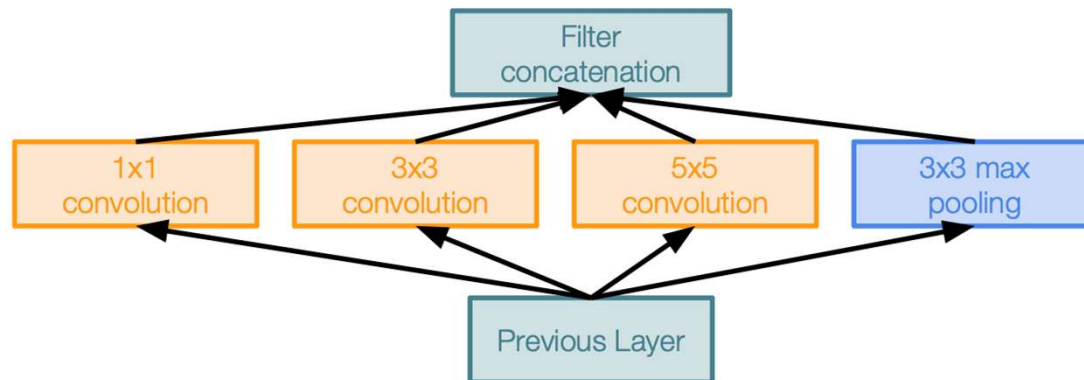 Filter
concatenation
1x1
convolution
3x3
convolution
5x5
convolution
3x3 max
pooling
Previous Layer